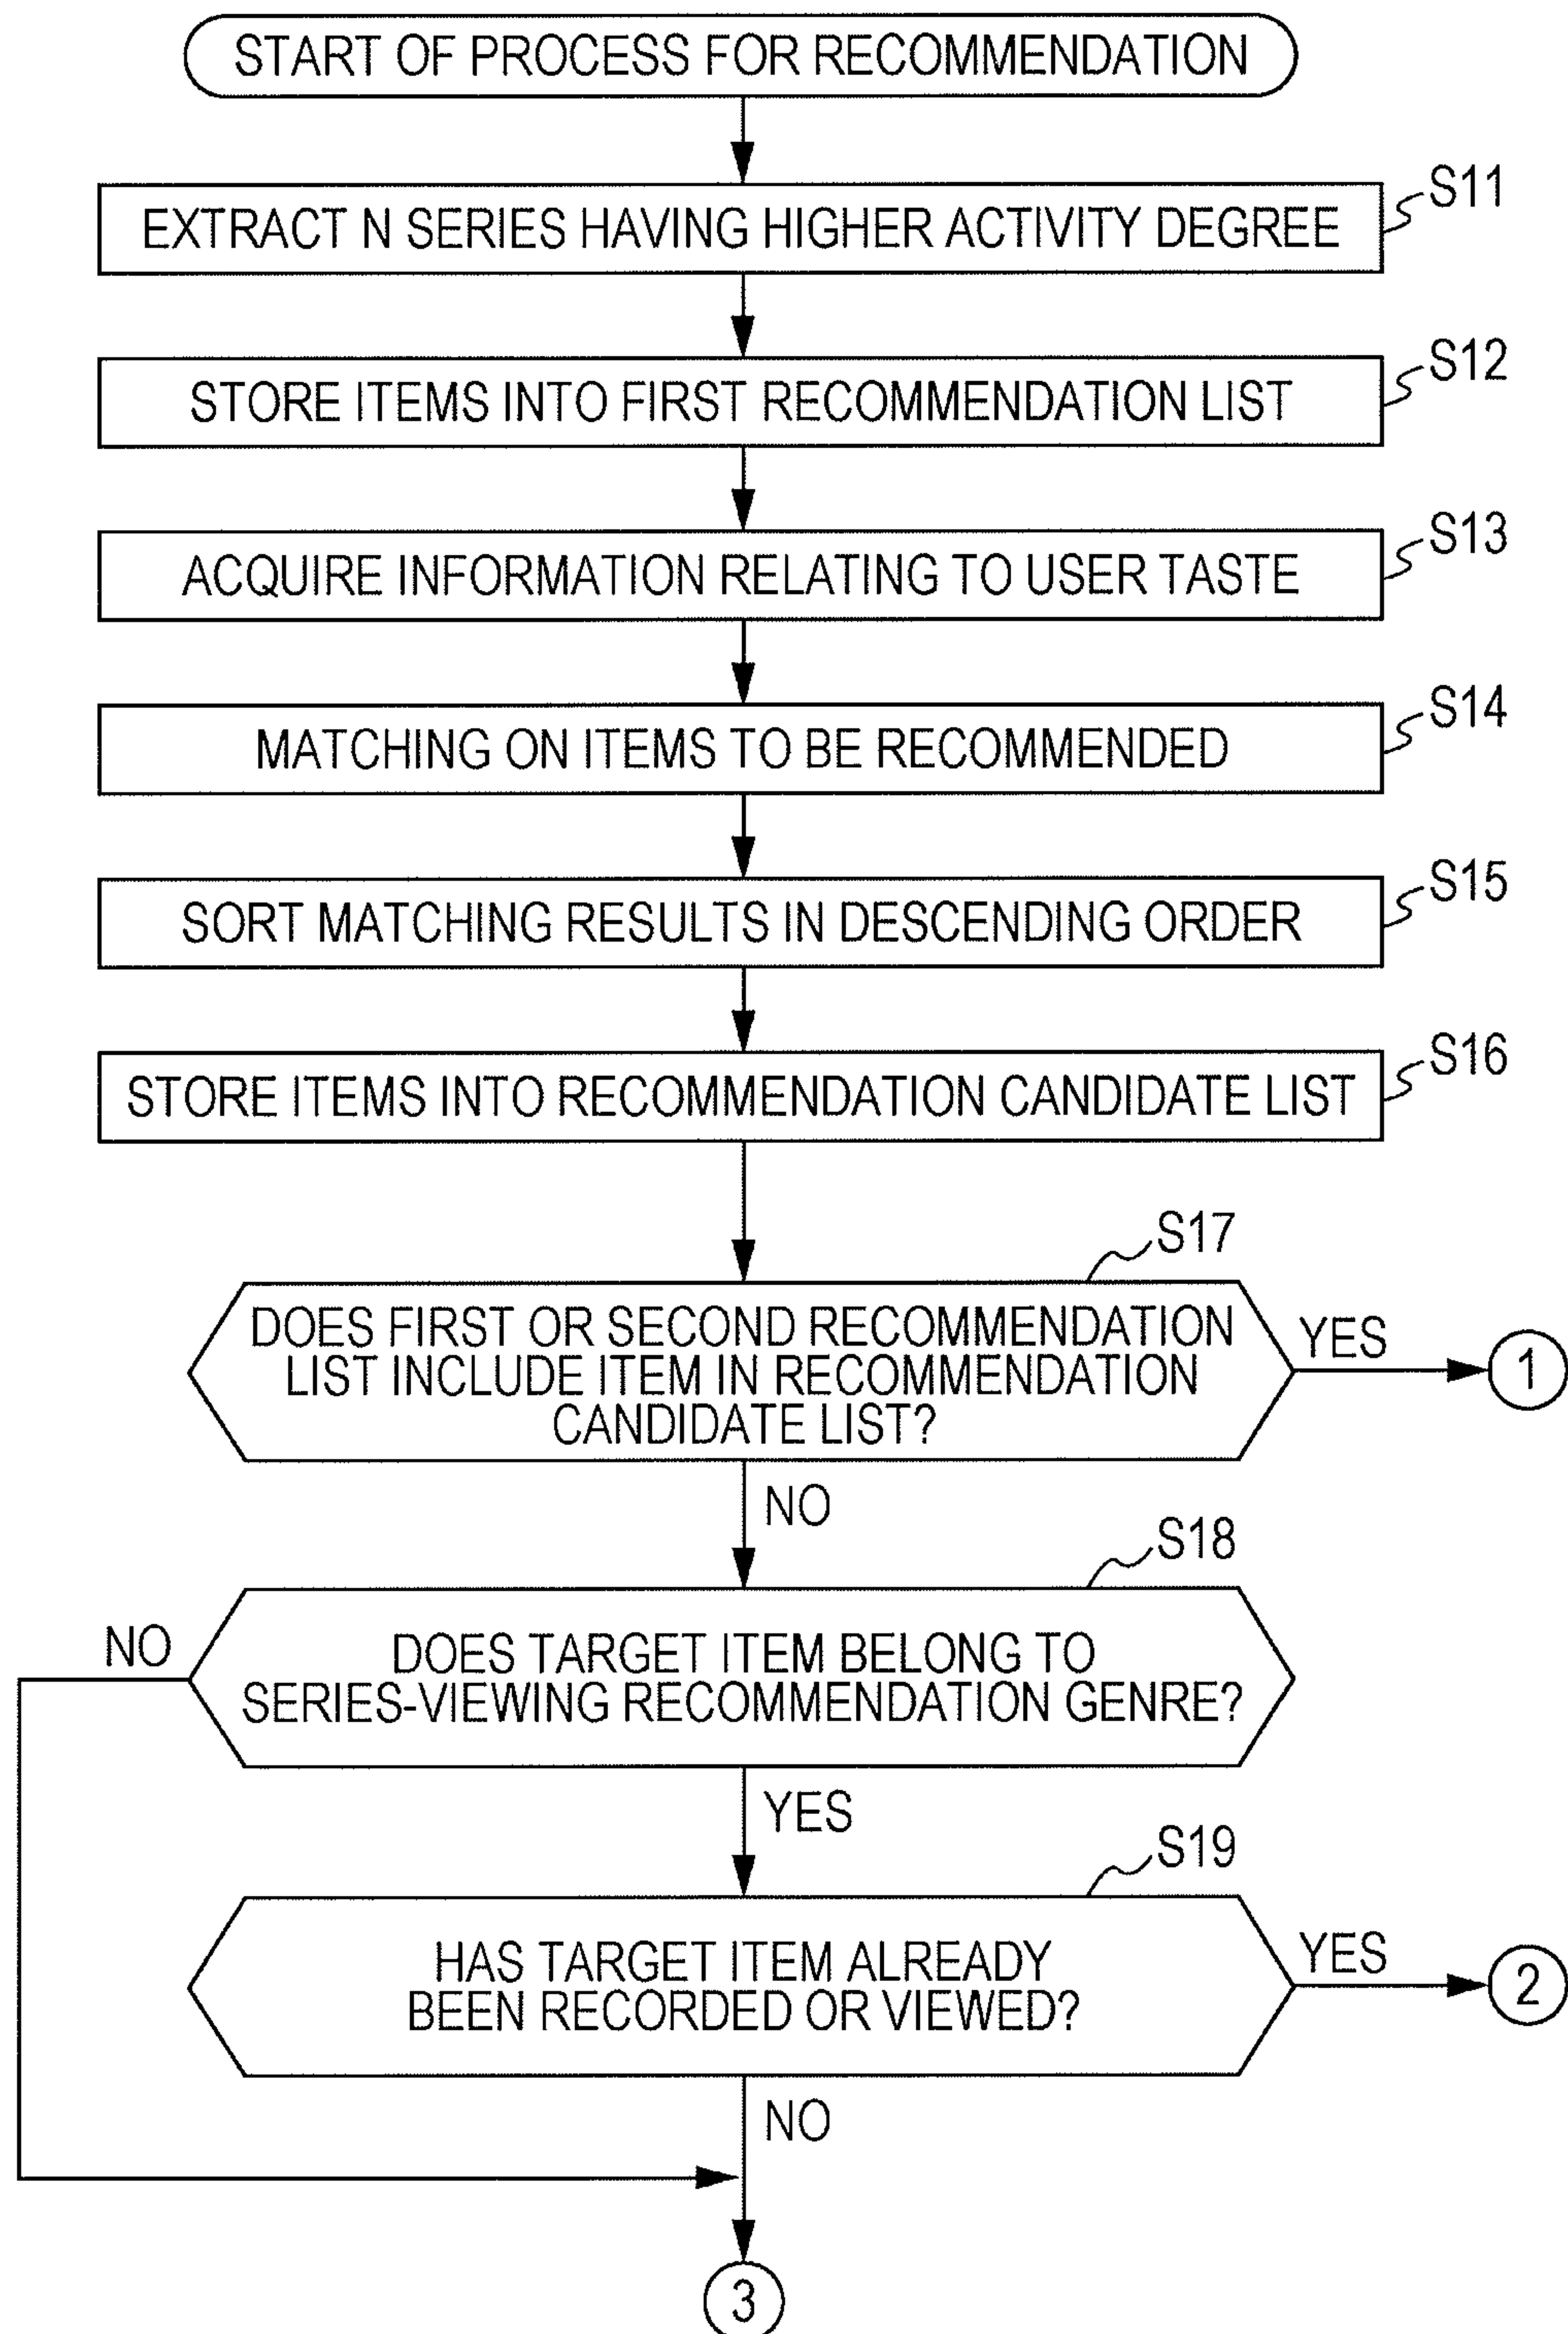 START OF PROCESS FOR RECOMMENDATION
S11
EXTRACT N SERIES HAVING HIGHER ACTIVITY DEGREE
S12
STORE ITEMS INTO FIRST RECOMMENDATION LIST
S13
ACQUIRE INFORMATION RELATING TO USER TASTE
S14
MATCHING ON ITEMS TO BE RECOMMENDED
S15
SORT MATCHING RESULTS IN DESCENDING ORDER
S16
STORE ITEMS INTO RECOMMENDATION CANDIDATE LIST
S17
DOES FIRST OR SECOND RECOMMENDATION
LIST INCLUDE ITEM IN RECOMMENDATION
CANDIDATE LIST?
YES
1
NO
S18
NO
DOES TARGET ITEM BELONG TO
SERIES-VIEWING RECOMMENDATION GENRE?
YES
S19
HAS TARGET ITEM ALREADY
BEEN RECORDED OR VIEWED?
YES
2
NO
3